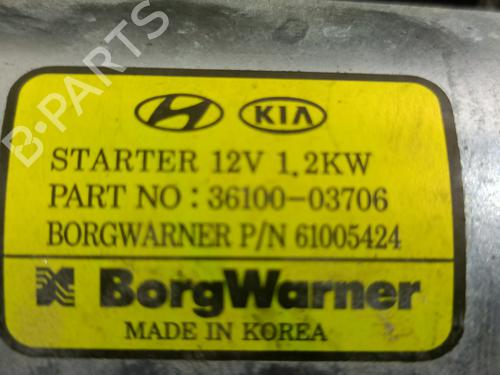 B-PARTS
KIA
STARTER 12V 1.2KW
PART NO : 36100-03706
BORGWARNER P/N 61005424
BorgWarner
MADE IN KOREA